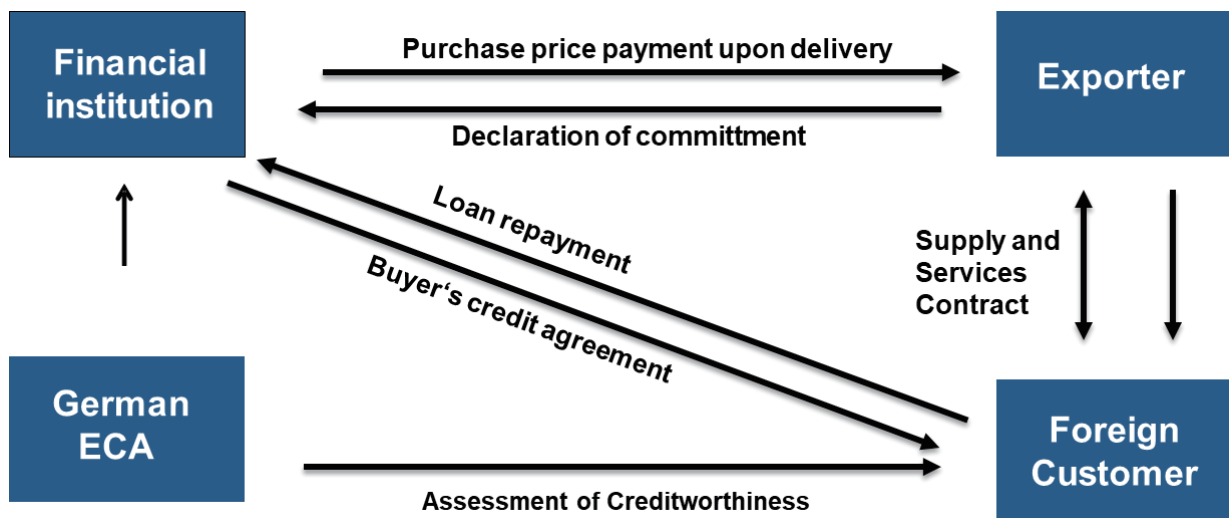 Financial
institution
Purchase price payment upon delivery
Exporter
Declaration of committment
Loan repayment
Buyer‘s credit agreement
Supply and
Services
Contract
German
ECA
Foreign
Customer
Assessment of Creditworthiness